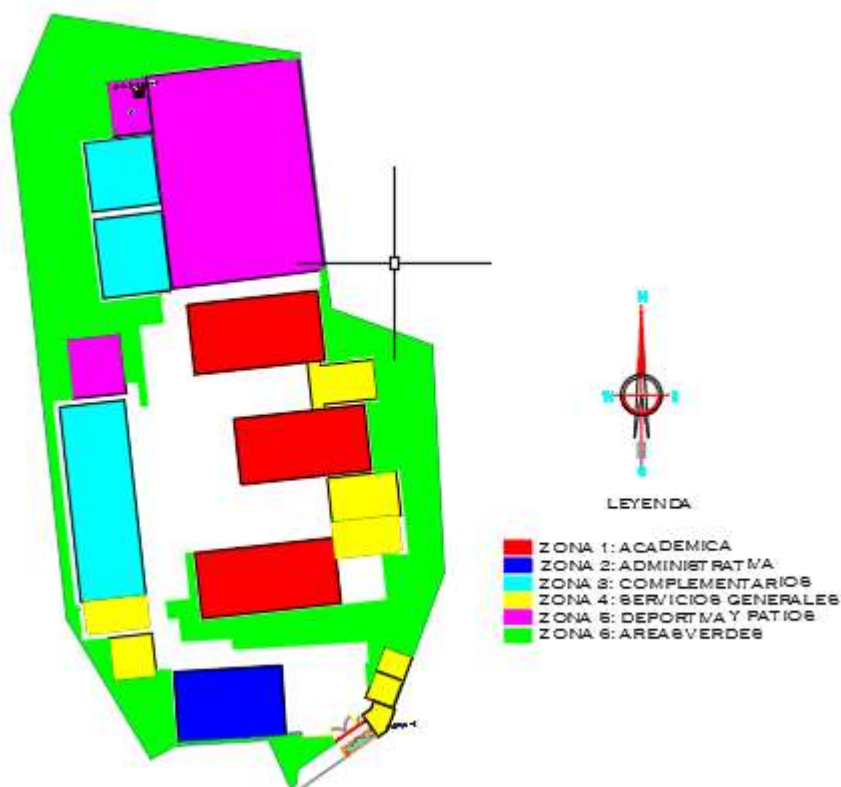 N
LEYENDA
ZONA 1: ACADEMICA
ZONA 2: ADMINISTRATIVA
ZONA 3: COMPLEMENTARIOS
ZONA 4: SERVICIOS GENERALES
ZONA 5: DEPORTIVA Y PATIOS
ZONA 6: AREAS VERDES